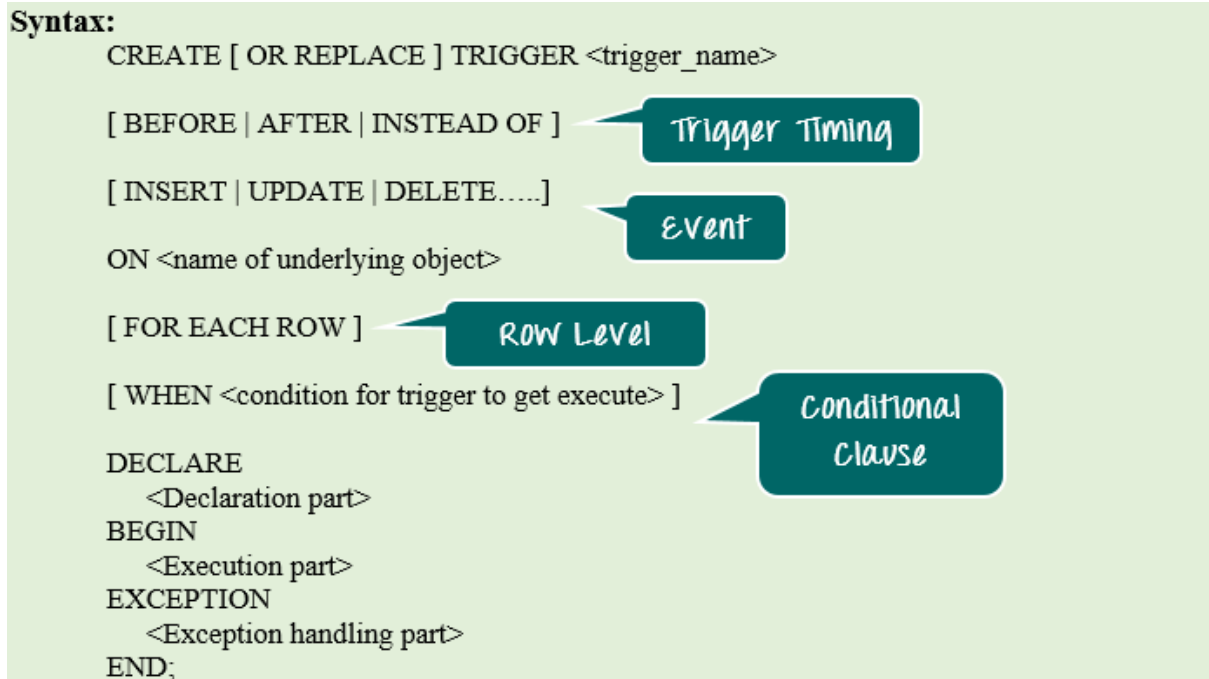 Syntax:
CREATE [ OR REPLACE ] TRIGGER <trigger_name>
[ BEFORE | AFTER | INSTEAD OF ]
Trigger Timing
[ INSERT | UPDATE | DELETE…..]
Event
ON <name of underlying object>
[ FOR EACH ROW ]
Row Level
[ WHEN <condition for trigger to get execute> ]
Conditional
Clause
DECLARE
<Declaration part>
BEGIN
<Execution part>
EXCEPTION
<Exception handling part>
END;